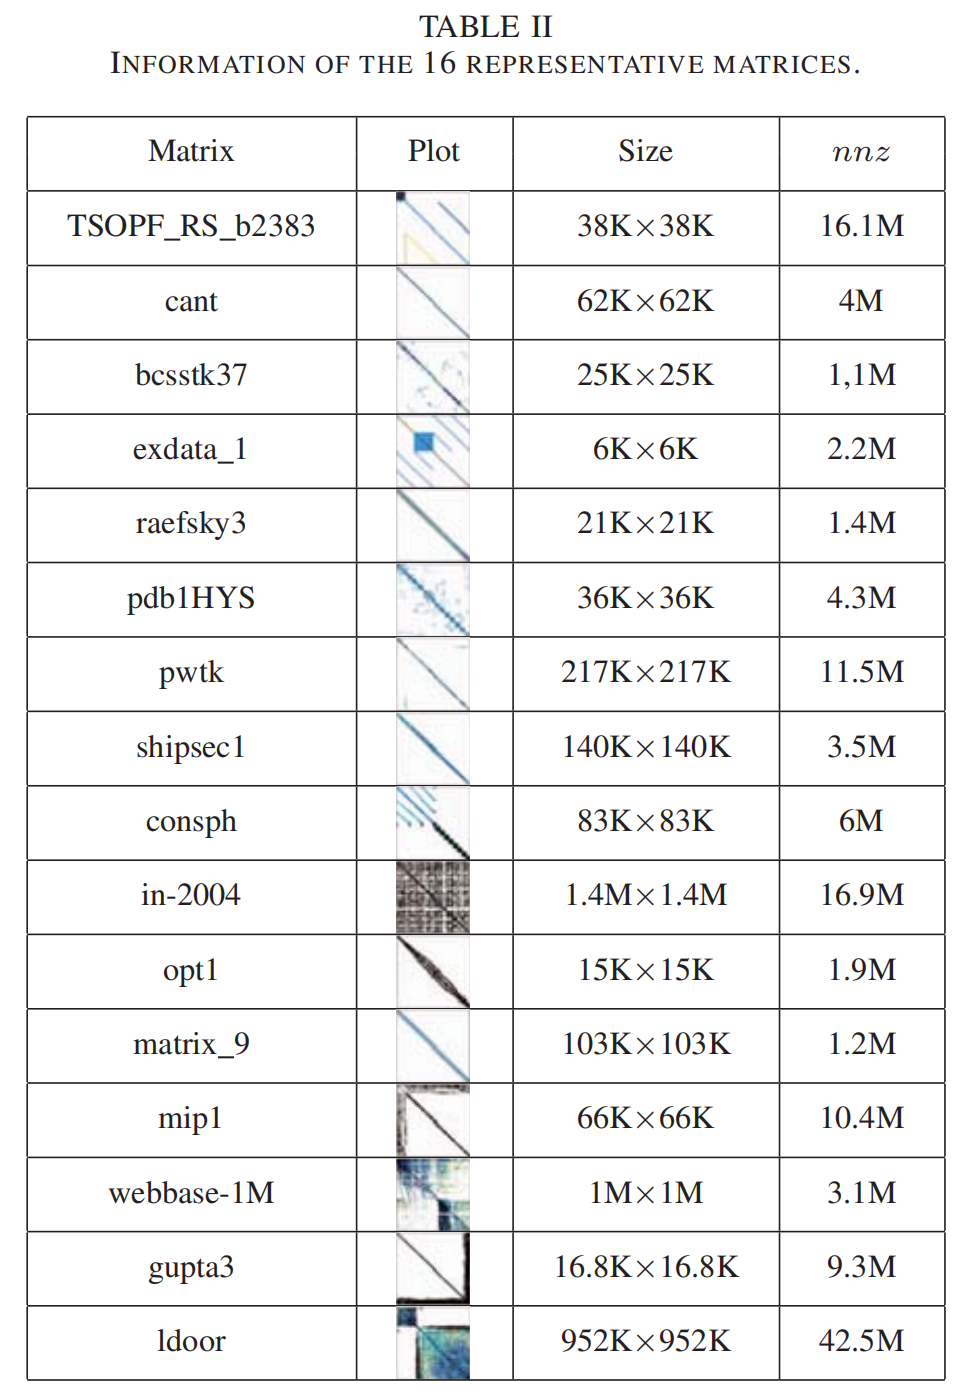 TABLE II
INFORMATION OF THE 16 REPRESENTATIVE MATRICES.
Matrix Plot Size nnz
TSOPF_RS_b2383 38K×38K 16.1M
cant 62K×62K 4M
bcsstk37 25K×25K 1,1M
exdata_1 6K×6K 2.2M
raefsky3 21K×21K 1.4M
pdb1HYS 36K×36K 4.3M
pwtk 217K×217K 11.5M
shipsec1 140K×140K 3.5M
consph 83K×83K 6M
in-2004 1.4M×1.4M 16.9M
opt1 15K×15K 1.9M
matrix_9 103K×103K 1.2M
mip1 66K×66K 10.4M
webbase-1M 1M×1M 3.1M
gupta3 16.8K×16.8K 9.3M
ldoor 952K×952K 42.5M